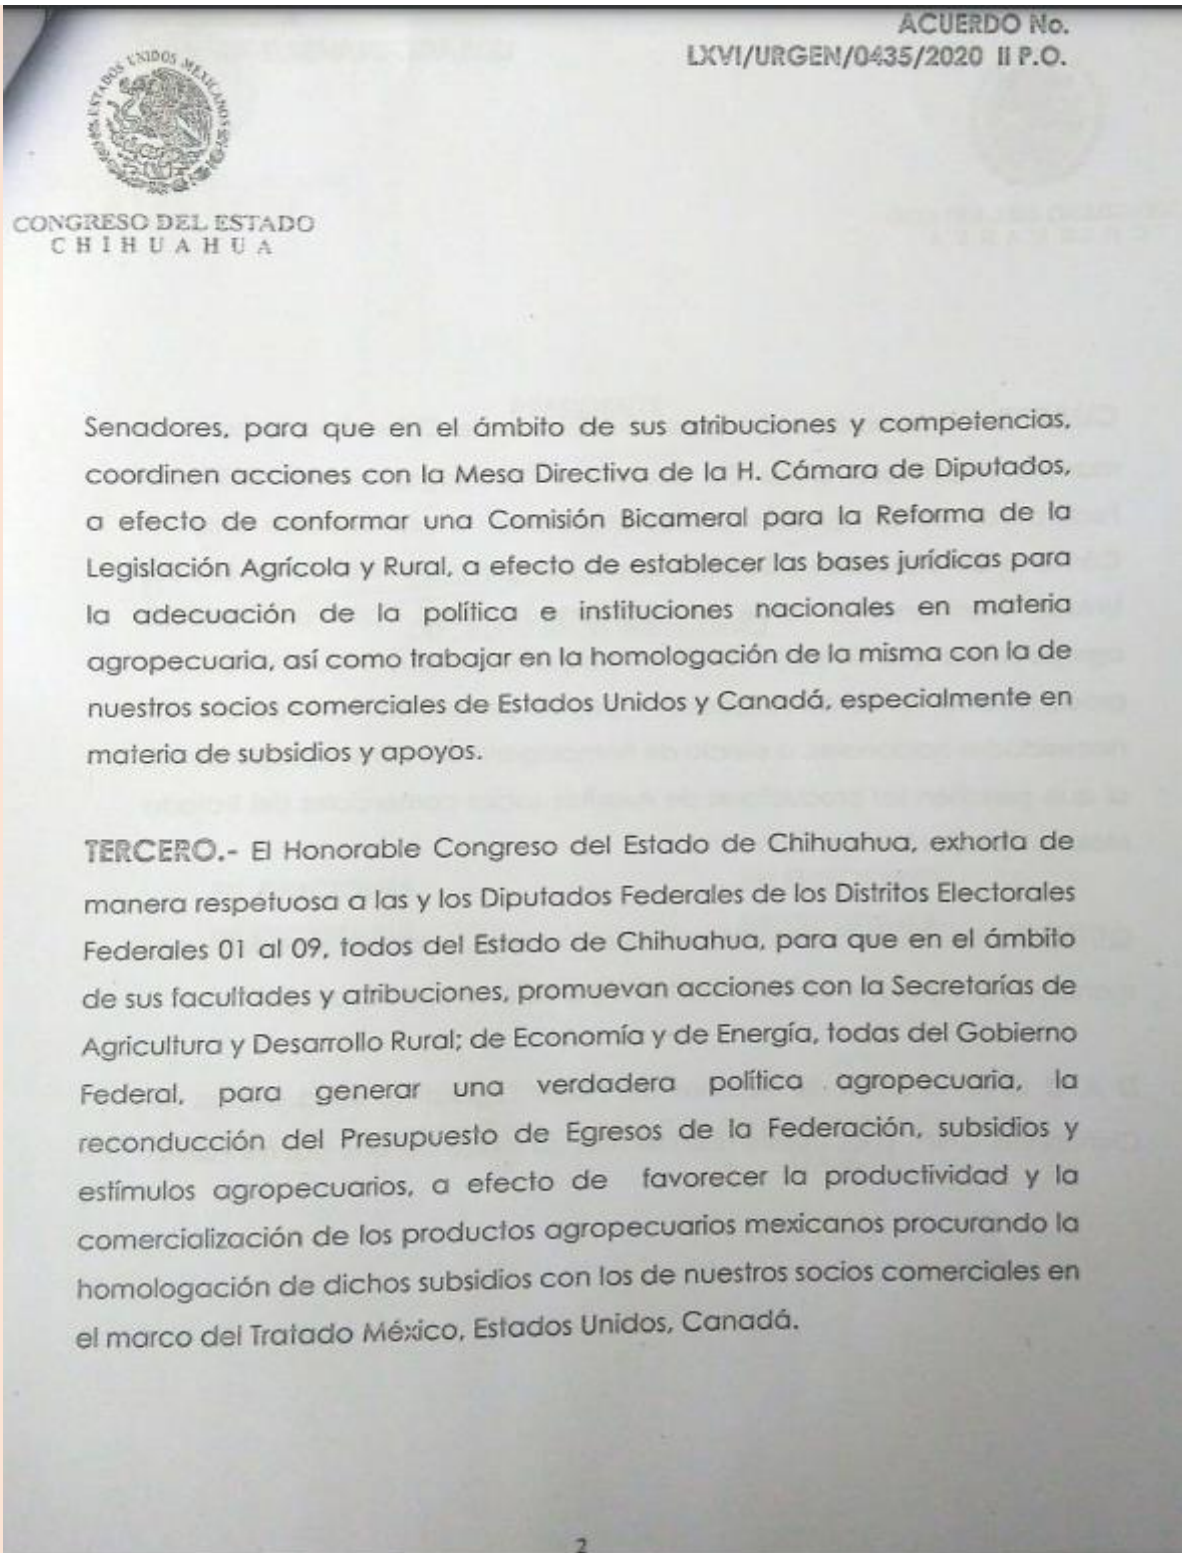 ACUERDO No.
LXVI/URGEN/0435/2020 II P.O.
ESTADOS UNIDOS MEXICANOS
CONGRESO DEL ESTADO
CHIHUAHUA
Senadores, para que en el ámbito de sus atribuciones y competencias,
coordinen acciones con la Mesa Directiva de la H. Cámara de Diputados,
a efecto de conformar una Comisión Bicameral para la Reforma de la
Legislación Agrícola y Rural, a efecto de establecer las bases jurídicas para
la adecuación de la política e instituciones nacionales en materia
agropecuaria, así como trabajar en la homologación de la misma con la de
nuestros socios comerciales de Estados Unidos y Canadá, especialmente en
materia de subsidios y apoyos.
TERCERO.- El Honorable Congreso del Estado de Chihuahua, exhorta de
manera respetuosa a las y los Diputados Federales de los Distritos Electorales
Federales 01 al 09, todos del Estado de Chihuahua, para que en el ámbito
de sus facultades y atribuciones, promuevan acciones con la Secretarías de
Agricultura y Desarrollo Rural; de Economía y de Energía, todas del Gobierno
Federal, para generar una verdadera política agropecuaria, la
reconducción del Presupuesto de Egresos de la Federación, subsidios y
estímulos agropecuarios, a efecto de favorecer la productividad y la
comercialización de los productos agropecuarios mexicanos procurando la
homologación de dichos subsidios con los de nuestros socios comerciales en
el marco del Tratado México, Estados Unidos, Canadá.
2